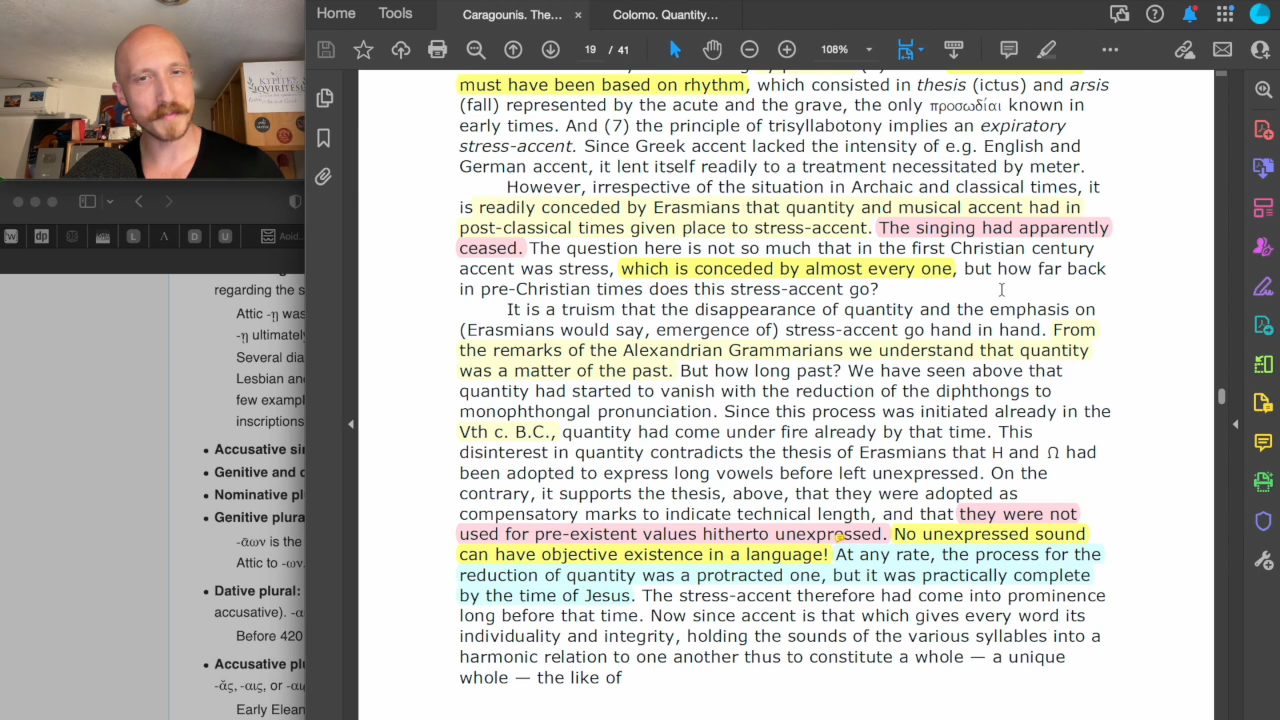 Home
Tools
Caragounis. The...
×
Colomo. Quantity...
ΚΥΡΙΤΕΣ
QVIRITES
19 / 41
108%
must have been based on rhythm, which consisted in thesis (ictus) and arsis
(fall) represented by the acute and the grave, the only προσωδίαι known in
early times. And (7) the principle of trisyllabotony implies an expiratory
stress-accent. Since Greek accent lacked the intensity of e.g. English and
German accent, it lent itself readily to a treatment necessitated by meter.
However, irrespective of the situation in Archaic and classical times, it
is readily conceded by Erasmians that quantity and musical accent had in
post-classical times given place to stress-accent. The singing had apparently
ceased. The question here is not so much that in the first Christian century
accent was stress, which is conceded by almost every one, but how far back
in pre-Christian times does this stress-accent go?
It is a truism that the disappearance of quantity and the emphasis on
(Erasmians would say, emergence of) stress-accent go hand in hand. From
the remarks of the Alexandrian Grammarians we understand that quantity
was a matter of the past. But how long past? We have seen above that
quantity had started to vanish with the reduction of the diphthongs to
monophthongal pronunciation. Since this process was initiated already in the
Vth c. B.C., quantity had come under fire already by that time. This
disinterest in quantity contradicts the thesis of Erasmians that H and Ω had
been adopted to express long vowels before left unexpressed. On the
contrary, it supports the thesis, above, that they were adopted as
compensatory marks to indicate technical length, and that they were not
used for pre-existent values hitherto unexpressed. No unexpressed sound
can have objective existence in a language! At any rate, the process for the
reduction of quantity was a protracted one, but it was practically complete
by the time of Jesus. The stress-accent therefore had come into prominence
long before that time. Now since accent is that which gives every word its
individuality and integrity, holding the sounds of the various syllables into a
harmonic relation to one another thus to constitute a whole — a unique
whole — the like of
W
dp
L
Λ
D
U
Aoid...
regarding the s
Attic -ῃ was
-ῃ ultimatel
Several dia
Lesbian an
few examp
inscriptions
• Accusative sin
• Genitive and d
• Nominative pl
• Genitive plura
-ᾱων is the
Attic to -ων.
• Dative plural:
accusative). -α
Before 420
• Accusative plu
-ᾰς, -αις, or -αι
Early Elean